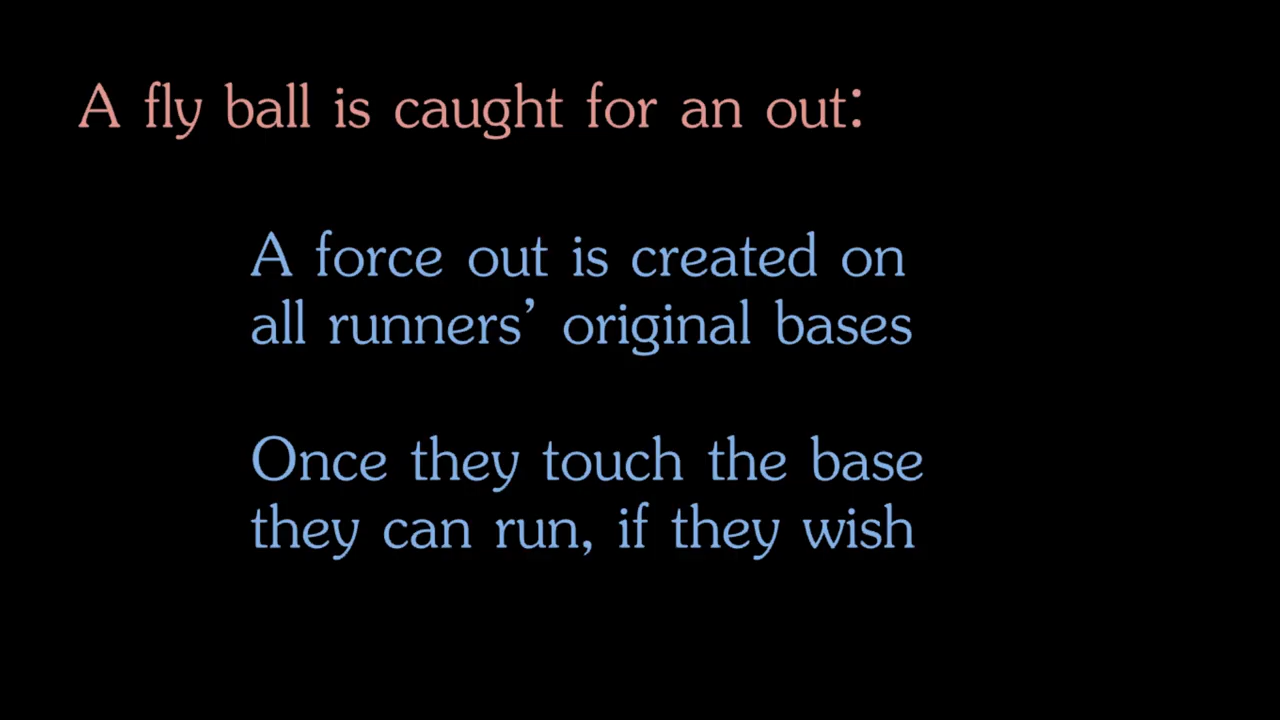 A fly ball is caught for an out:
A force out is created on
all runners’ original bases
Once they touch the base
they can run, if they wish